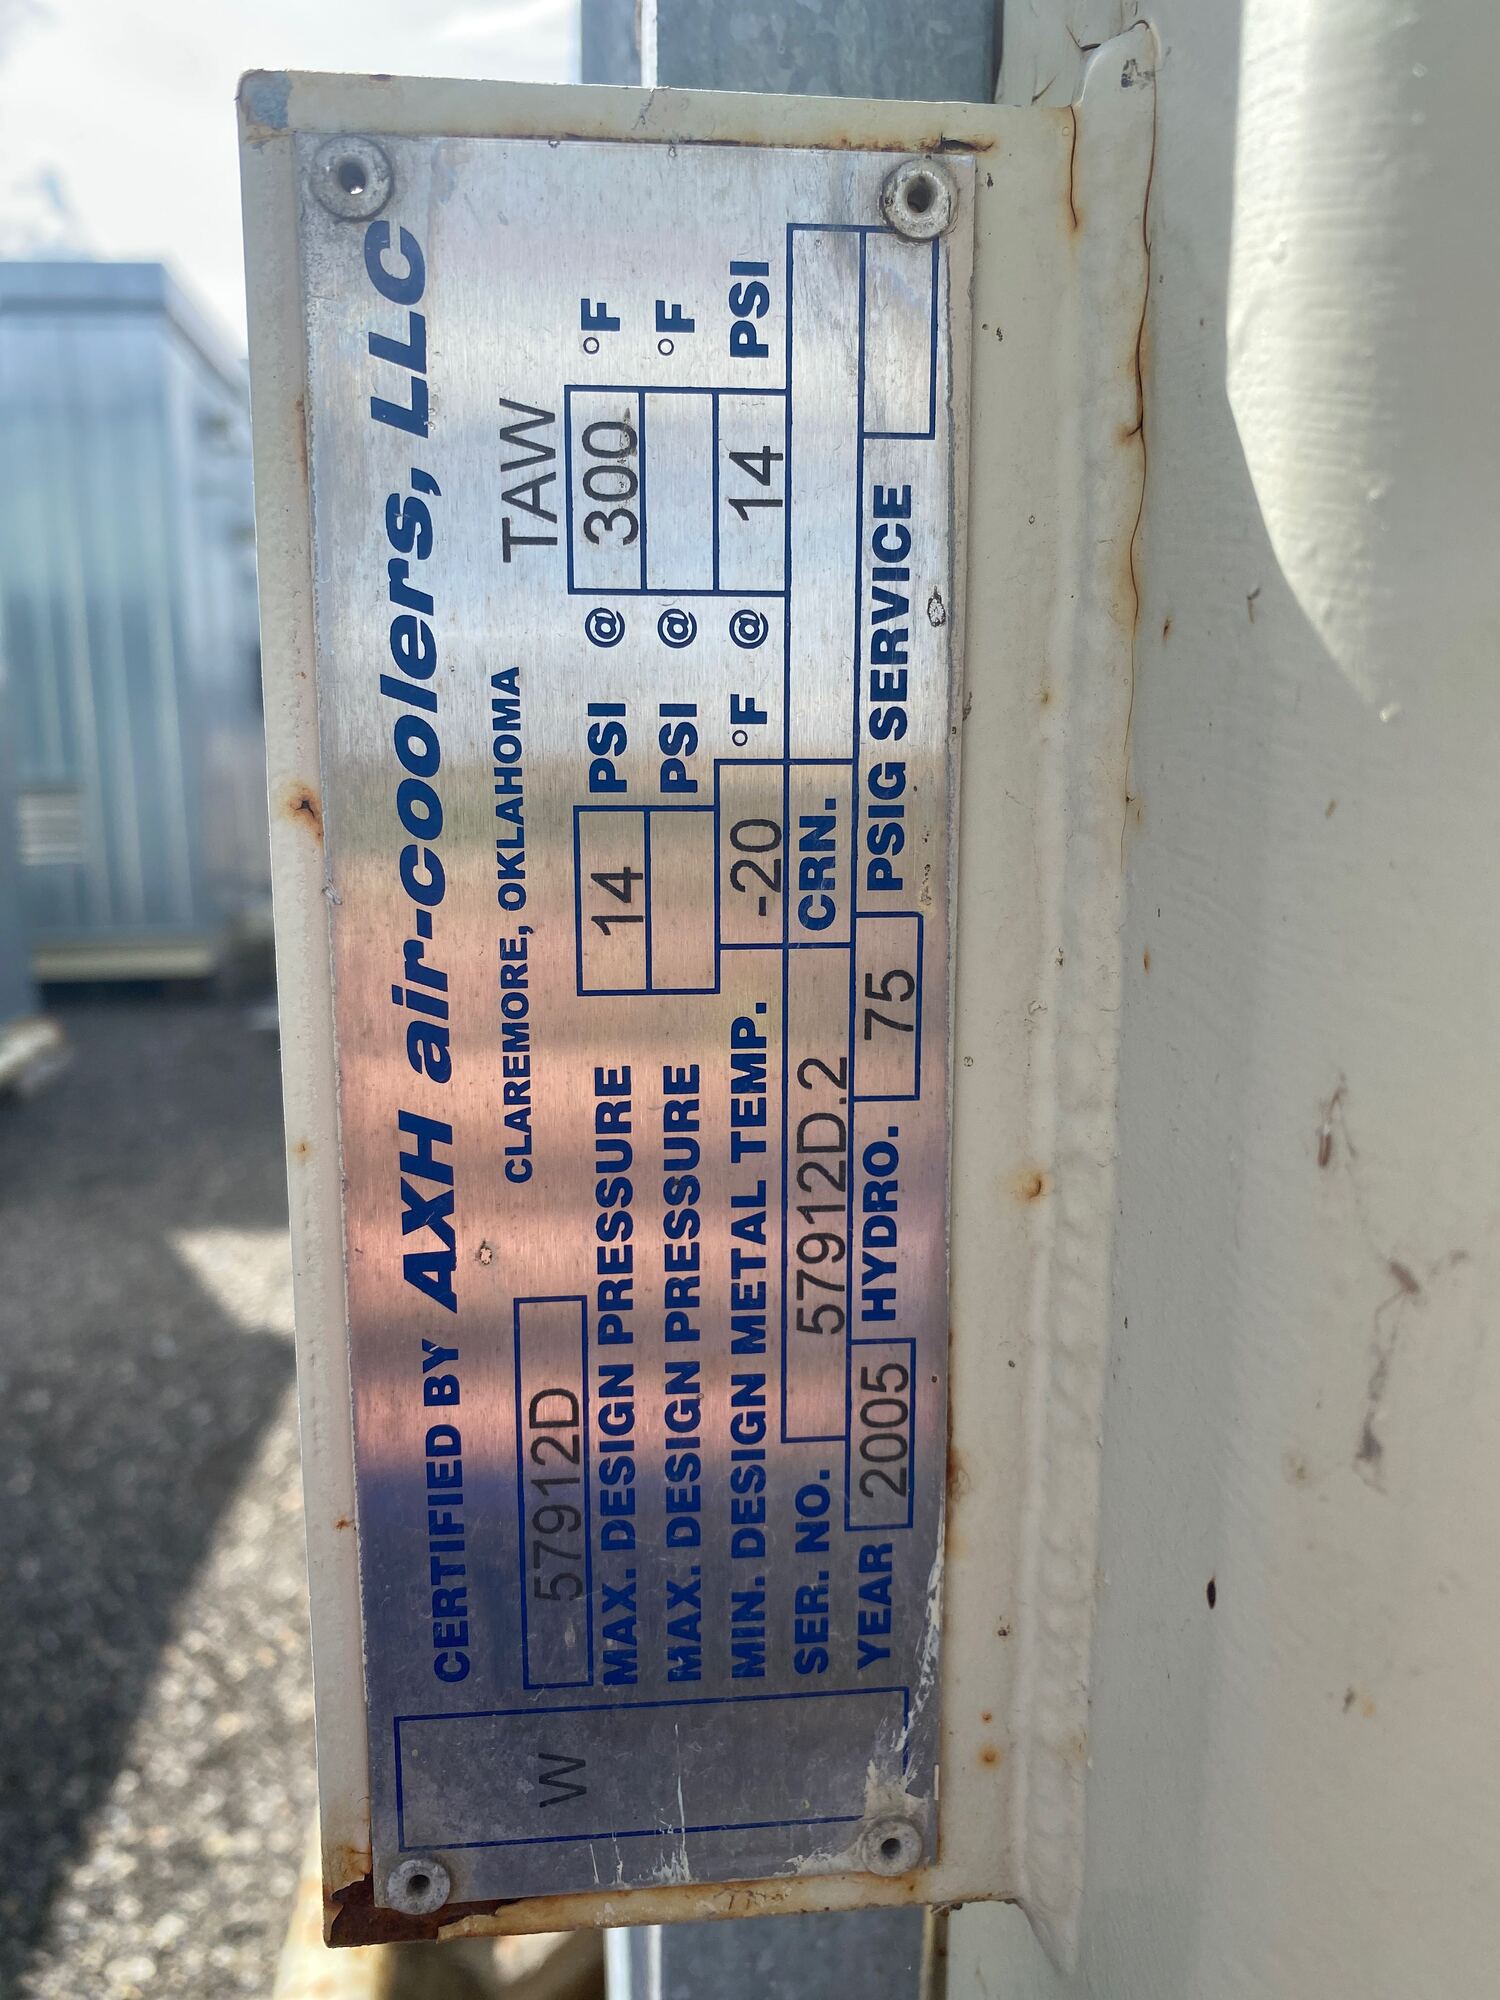 CERTIFIED BY AXH air-coolers, LLC
CLAREMORE, OKLAHOMA
57912D TAW
MAX. DESIGN PRESSURE 14 PSI @ 300 °F
MAX. DESIGN PRESSURE PSI @ °F
MIN. DESIGN METAL TEMP. -20 °F @ 14 PSI
SER. NO. 57912D.2 CRN.
YEAR 2005 HYDRO. 75 PSIG SERVICE
W